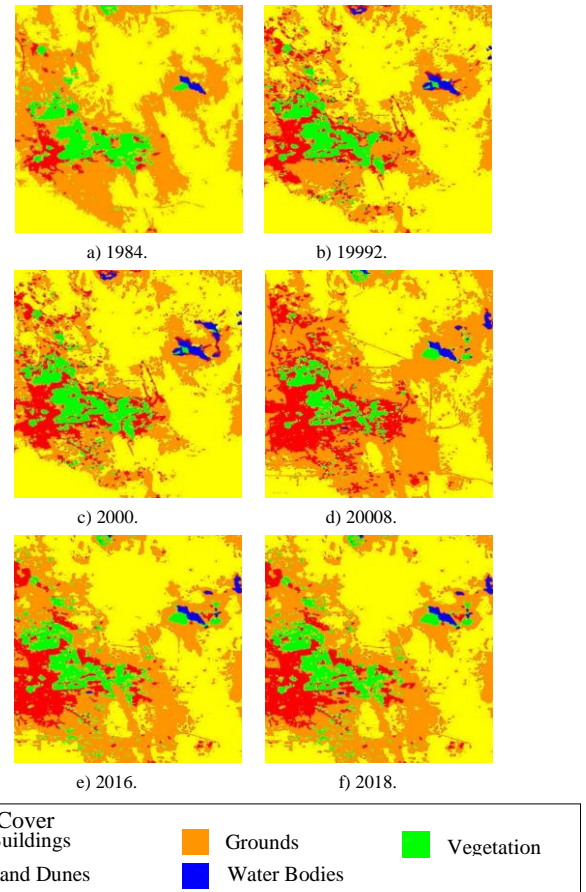 a) 1984.
b) 19992.
c) 2000.
d) 20008.
e) 2016.
f) 2018.
Cover
uildings
Grounds
Vegetation
and Dunes
Water Bodies